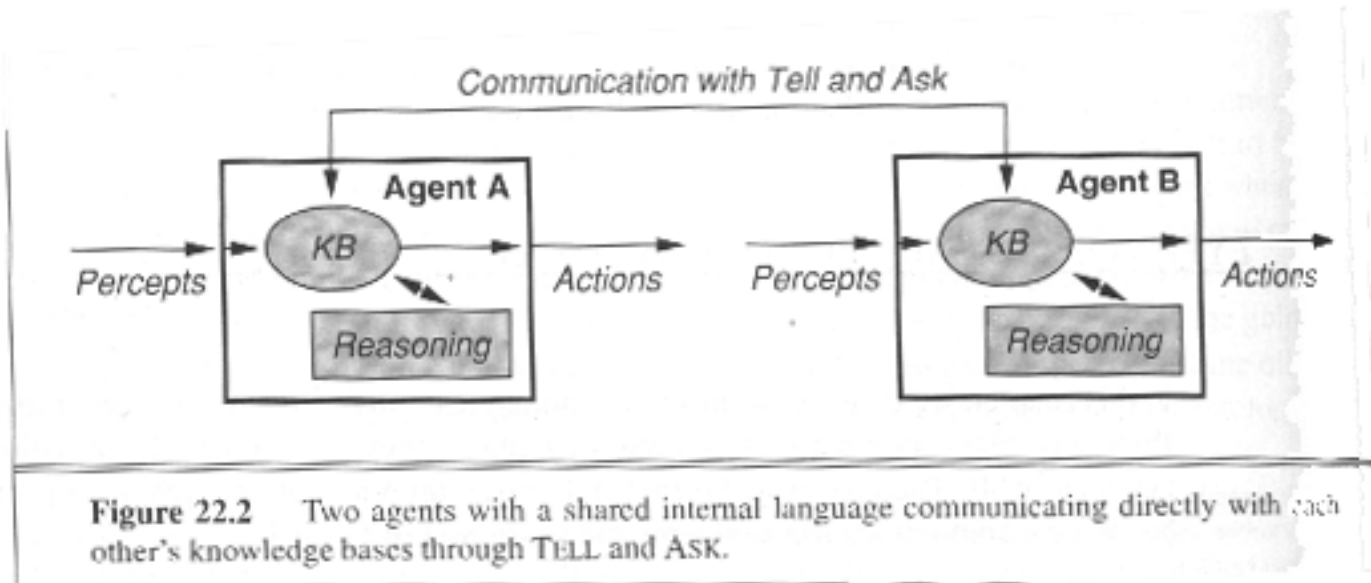 Communication with Tell and Ask
Agent A
Agent B
KB
KB
Percepts
Actions
Percepts
Actions
Reasoning
Reasoning
Figure 22.2 Two agents with a shared internal language communicating directly with each
other's knowledge bases through TELL and ASK.